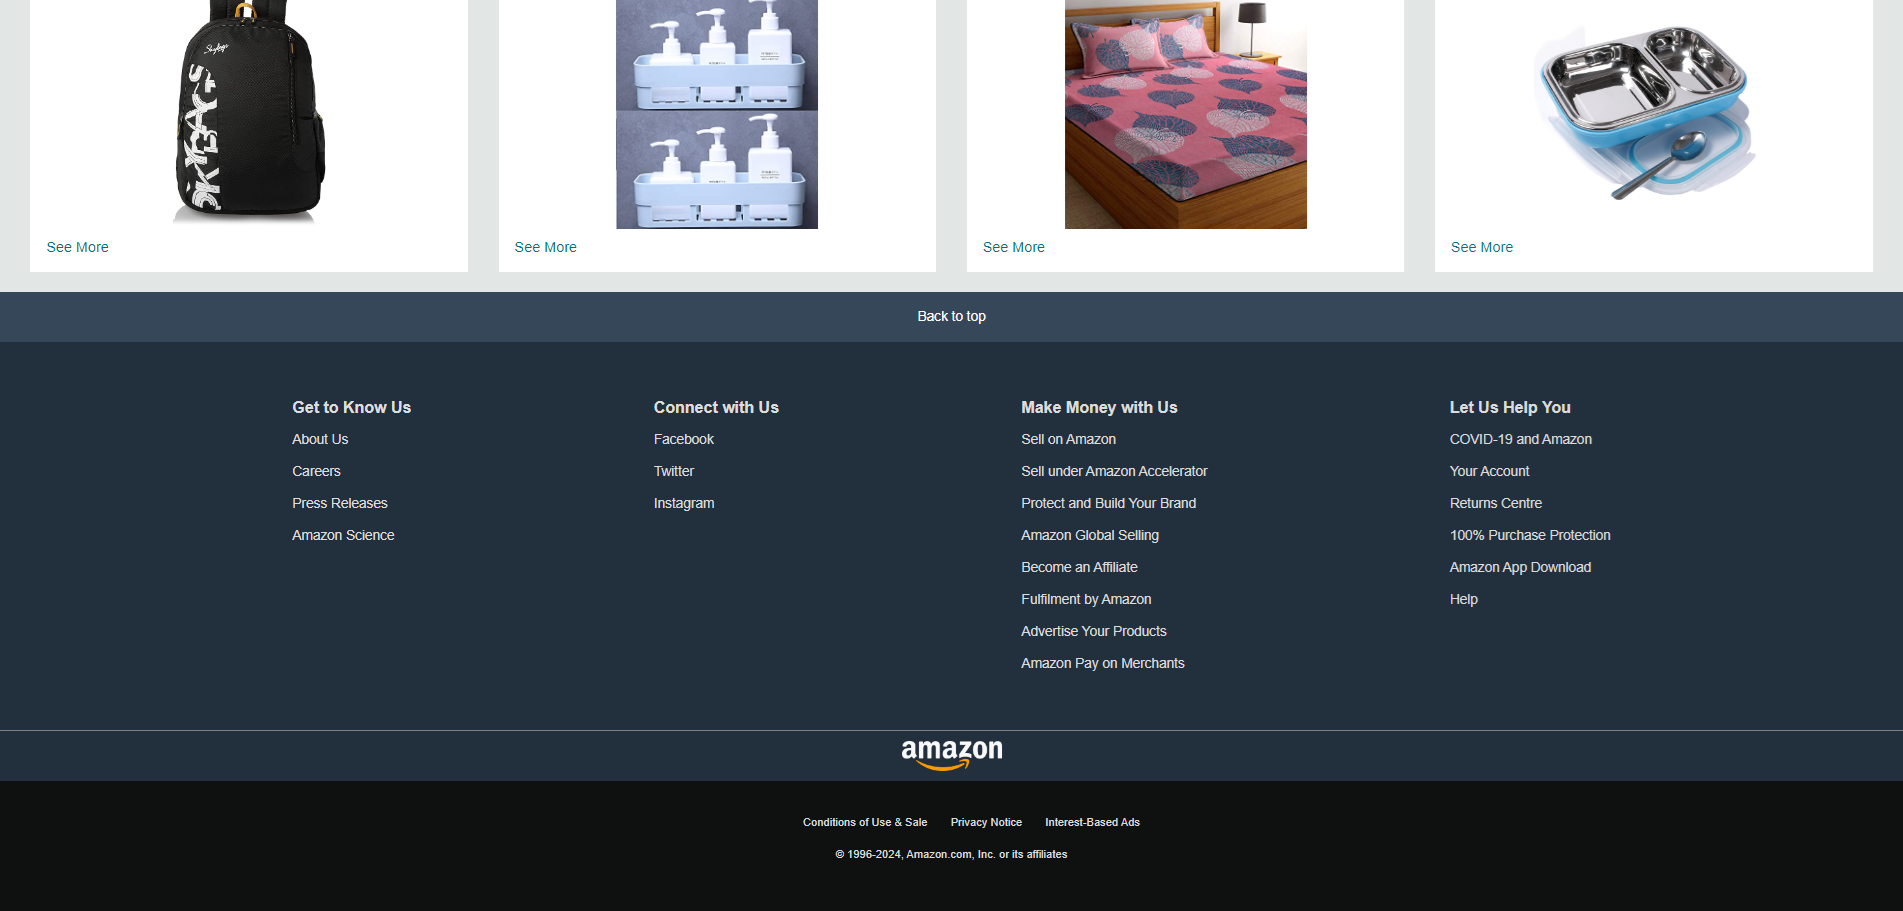 Skybags
SKYBAGS
See More
See More
See More
See More
Back to top
Get to Know Us
About Us
Careers
Press Releases
Amazon Science
Connect with Us
Facebook
Twitter
Instagram
Make Money with Us
Sell on Amazon
Sell under Amazon Accelerator
Protect and Build Your Brand
Amazon Global Selling
Become an Affiliate
Fulfilment by Amazon
Advertise Your Products
Amazon Pay on Merchants
Let Us Help You
COVID-19 and Amazon
Your Account
Returns Centre
100% Purchase Protection
Amazon App Download
Help
amazon
Conditions of Use & Sale Privacy Notice Interest-Based Ads
© 1996-2024, Amazon.com, Inc. or its affiliates